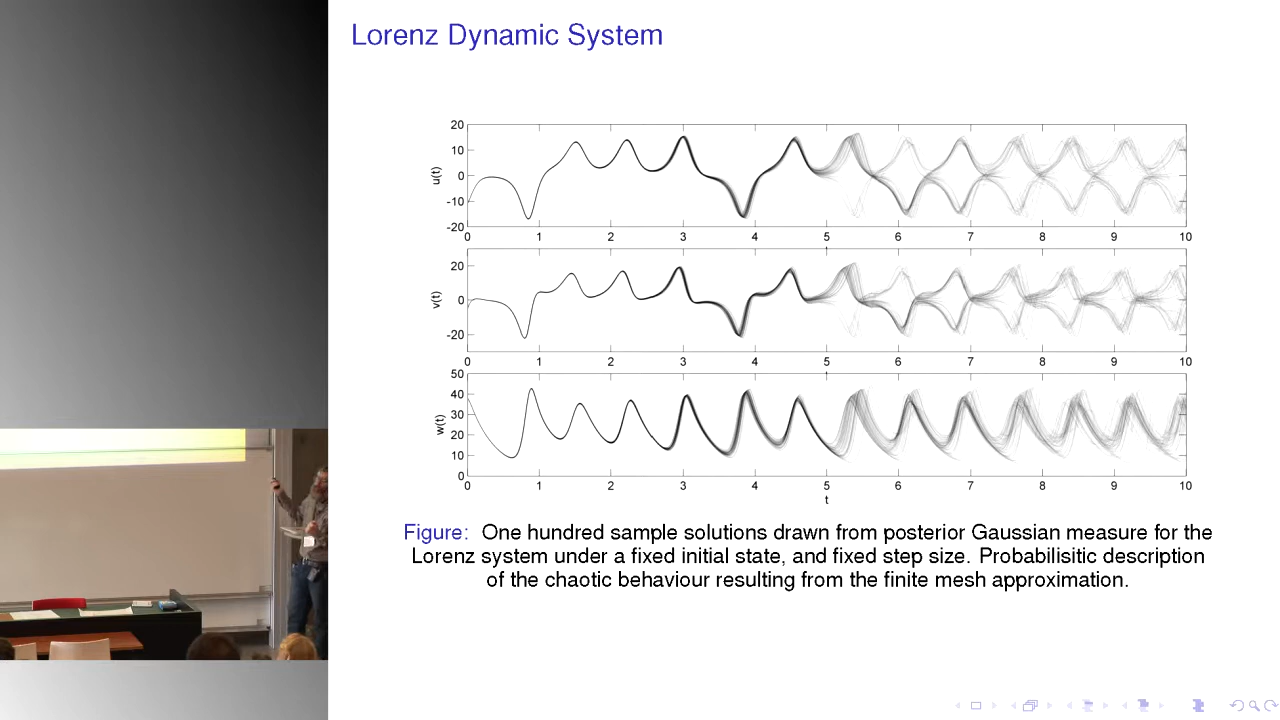 Lorenz Dynamic System
20
10
0
-10
-20
u(t)
0 1 2 3 4 5 6 7 8 9 10
t
20
0
-20
v(t)
0 1 2 3 4 5 6 7 8 9 10
t
50
40
30
20
10
0
w(t)
0 1 2 3 4 5 6 7 8 9 10
t
Figure: One hundred sample solutions drawn from posterior Gaussian measure for the
Lorenz system under a fixed initial state, and fixed step size. Probabilisitic description
of the chaotic behaviour resulting from the finite mesh approximation.